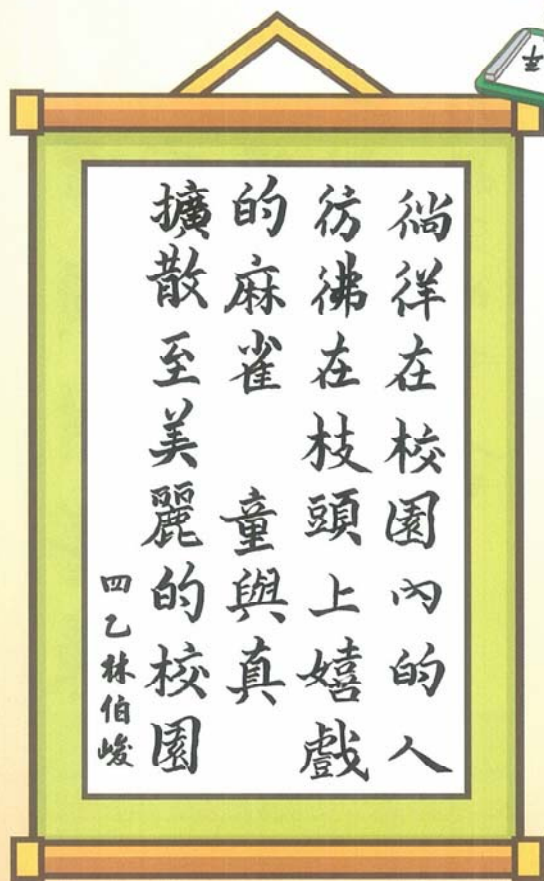 徜徉在校園內的人
彷彿在枝頭上嬉戲
的麻雀　童與真
擴散至美麗的校園
四乙林伯峻